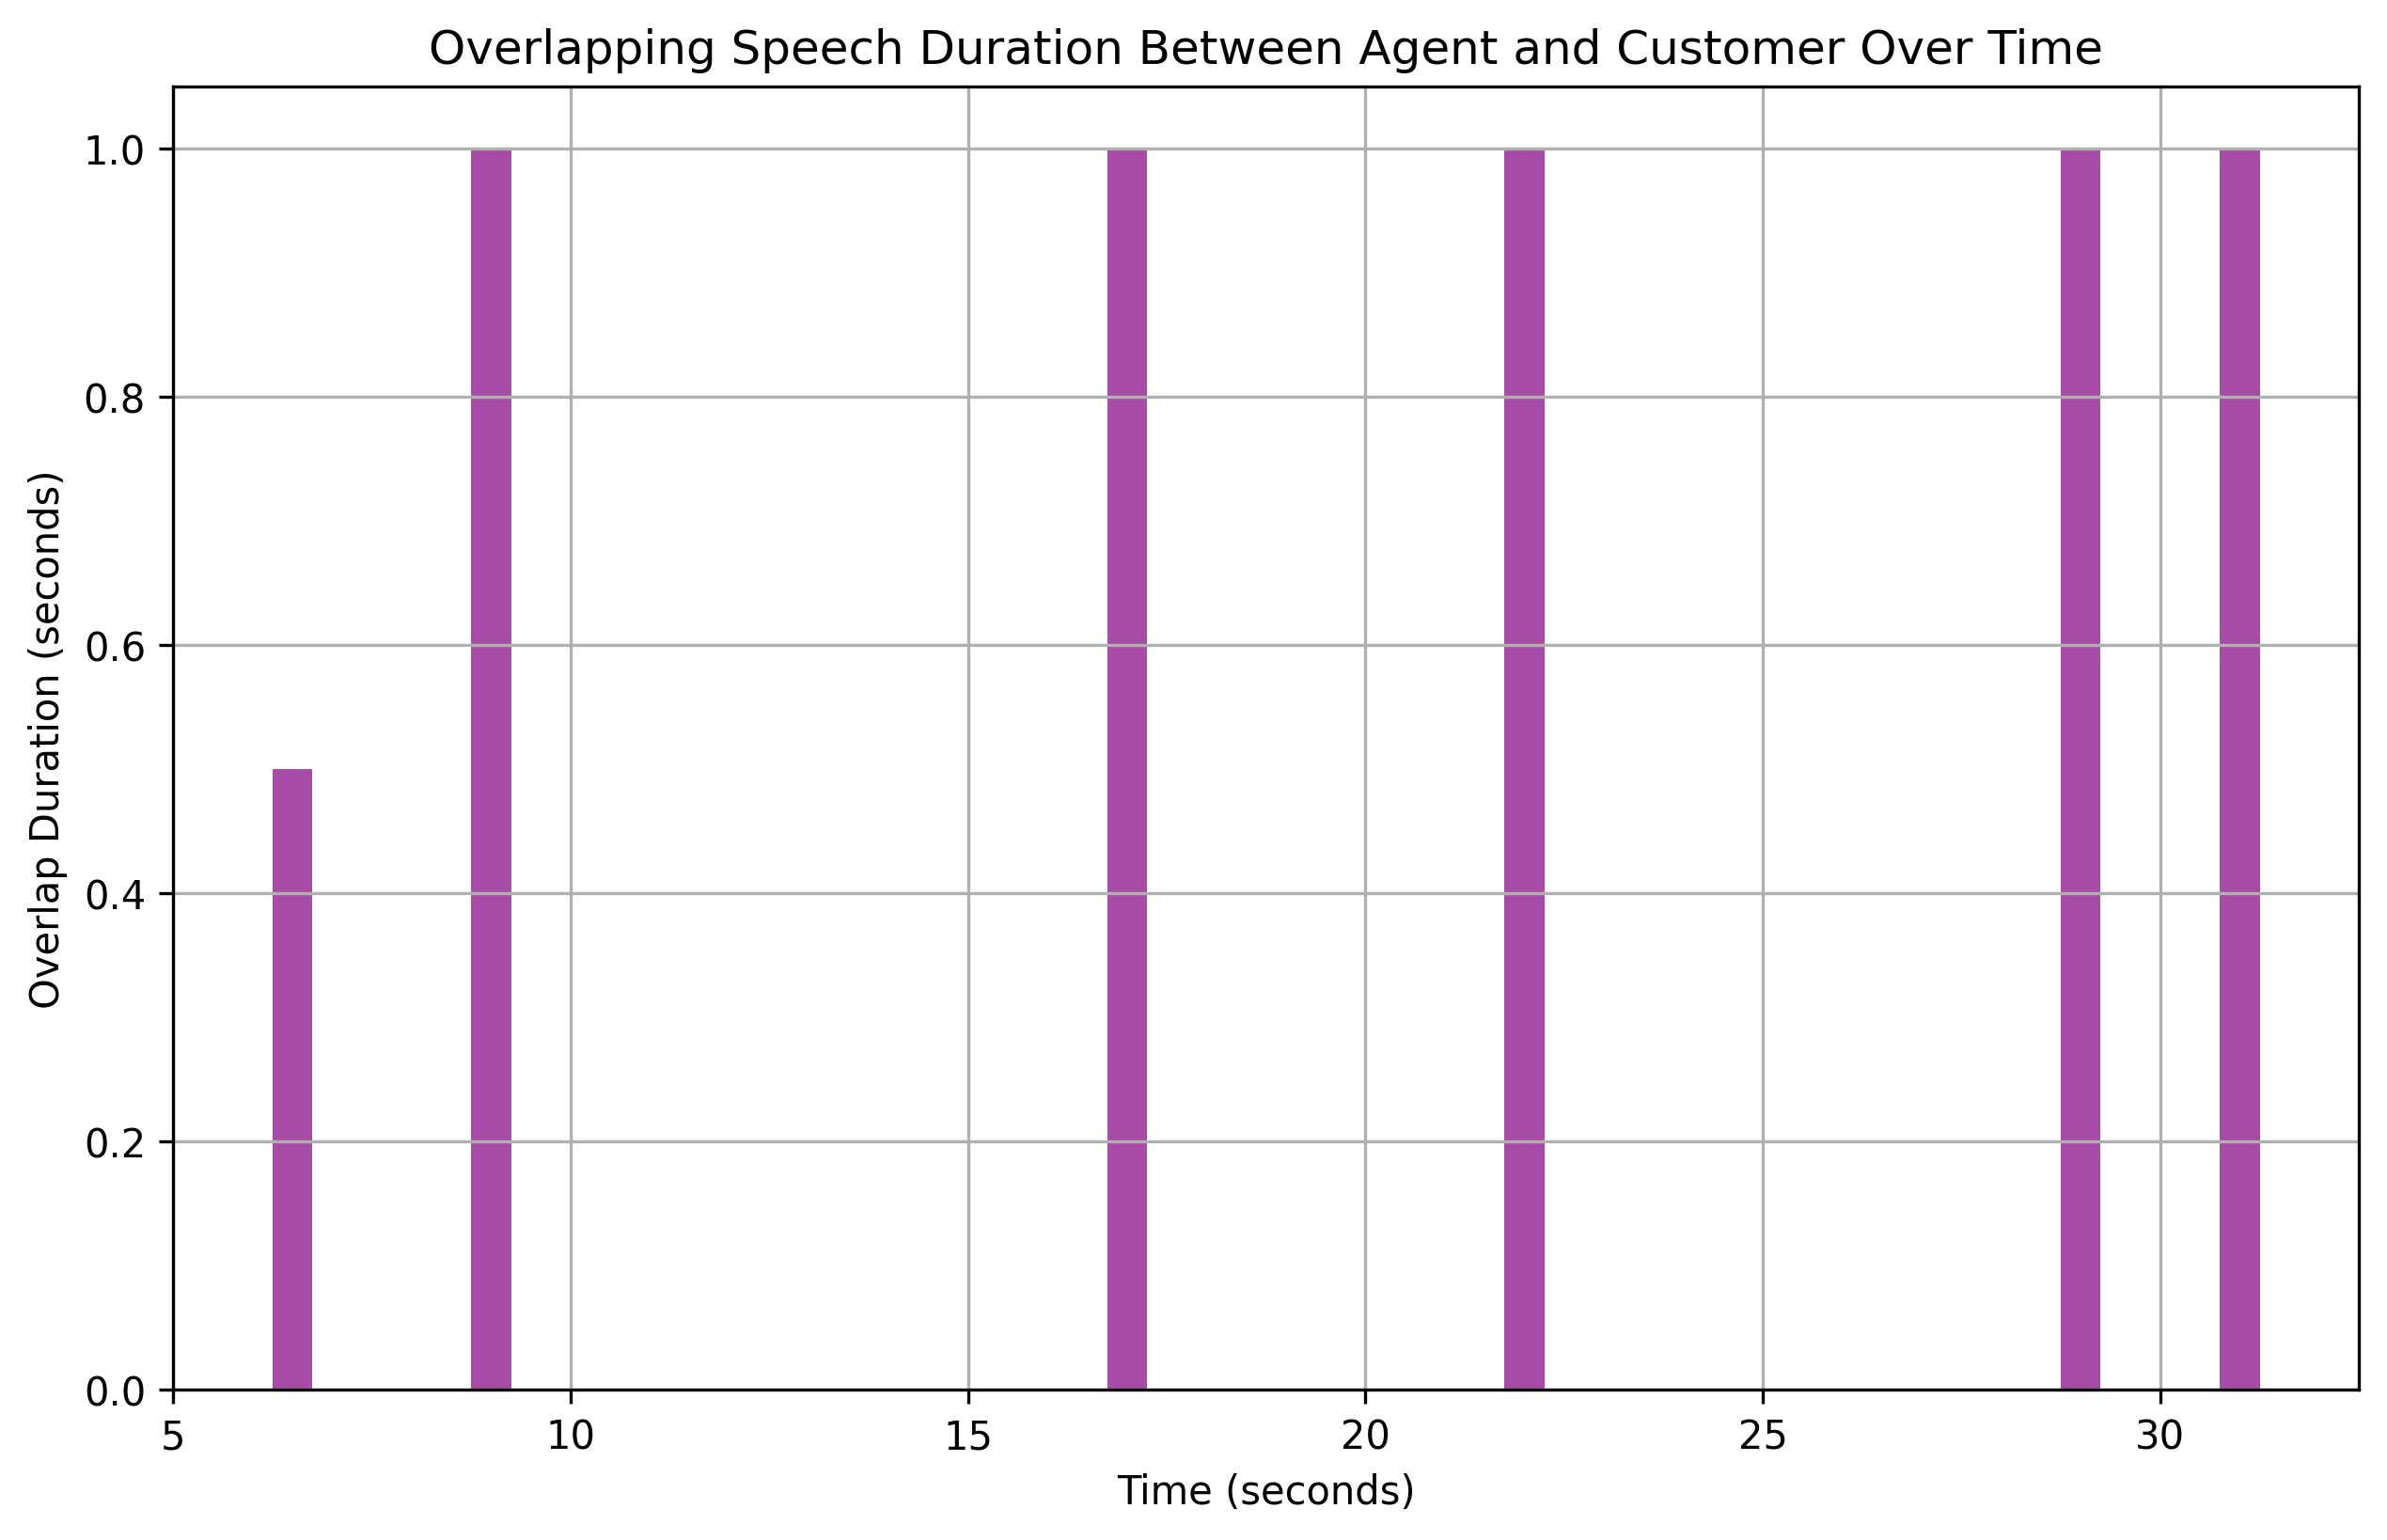 Overlapping Speech Duration Between Agent and Customer Over Time
Overlap Duration (seconds)
1.0
0.8
0.6
0.4
0.2
0.0
5 10 15 20 25 30
Time (seconds)